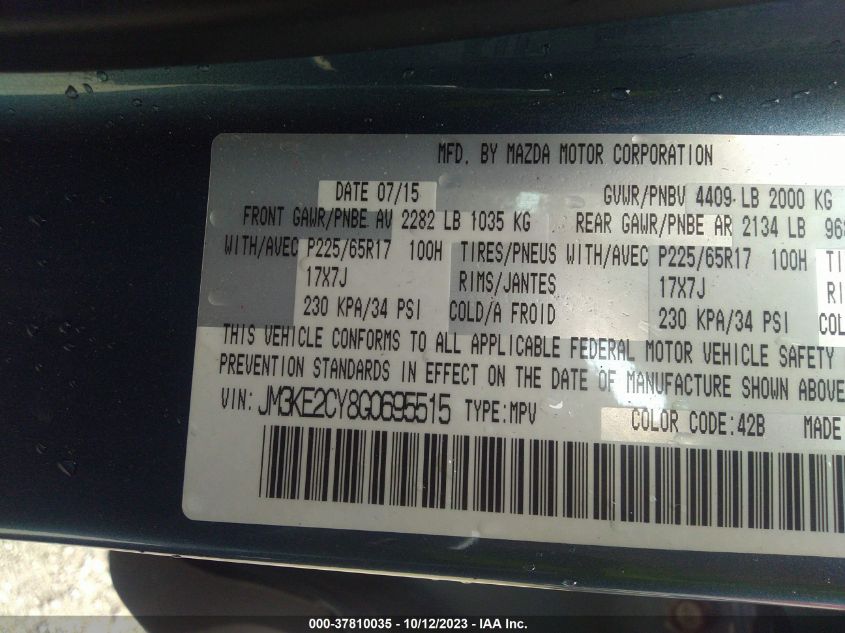 MFD. BY MAZDA MOTOR CORPORATION
DATE 07/15 GVWR/PNBV 4409 LB 2000 KG
FRONT GAWR/PNBE AV 2282 LB 1035 KG REAR GAWR/PNBE AR 2134 LB 968
WITH/AVEC P225/65R17 100H TIRES/PNEUS WITH/AVEC P225/65R17 100H TI
17X7J RIMS/JANTES 17X7J RI
230 KPA/34 PSI COLD/A FROID 230 KPA/34 PSI COL
THIS VEHICLE CONFORMS TO ALL APPLICABLE FEDERAL MOTOR VEHICLE SAFETY
PREVENTION STANDARDS IN EFFECT ON THE DATE OF MANUFACTURE SHOWN ABOVE
VIN: JM3KE2CY8G0695515 TYPE:MPV COLOR CODE:42B MADE
000-37810035 - 10/12/2023 - IAA Inc.